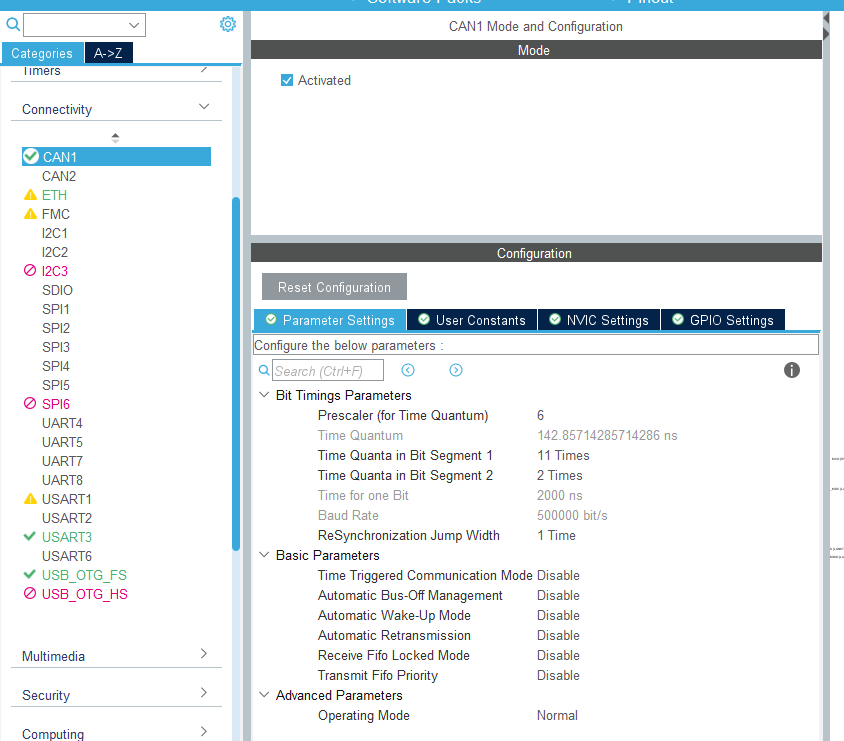 Software Packs
Pinout
Categories
A->Z
Timers
Connectivity
CAN1
CAN2
ETH
FMC
I2C1
I2C2
I2C3
SDIO
SPI1
SPI2
SPI3
SPI4
SPI5
SPI6
UART4
UART5
UART7
UART8
USART1
USART2
USART3
USART6
USB_OTG_FS
USB_OTG_HS
Multimedia
Security
Computing
CAN1 Mode and Configuration
Mode
Activated
Configuration
Reset Configuration
Parameter Settings
User Constants
NVIC Settings
GPIO Settings
Configure the below parameters :
Search (Ctrl+F)
Bit Timings Parameters
Prescaler (for Time Quantum) 6
Time Quantum 142.85714285714286 ns
Time Quanta in Bit Segment 1 11 Times
Time Quanta in Bit Segment 2 2 Times
Time for one Bit 2000 ns
Baud Rate 500000 bit/s
ReSynchronization Jump Width 1 Time
Basic Parameters
Time Triggered Communication Mode Disable
Automatic Bus-Off Management Disable
Automatic Wake-Up Mode Disable
Automatic Retransmission Disable
Receive Fifo Locked Mode Disable
Transmit Fifo Priority Disable
Advanced Parameters
Operating Mode Normal